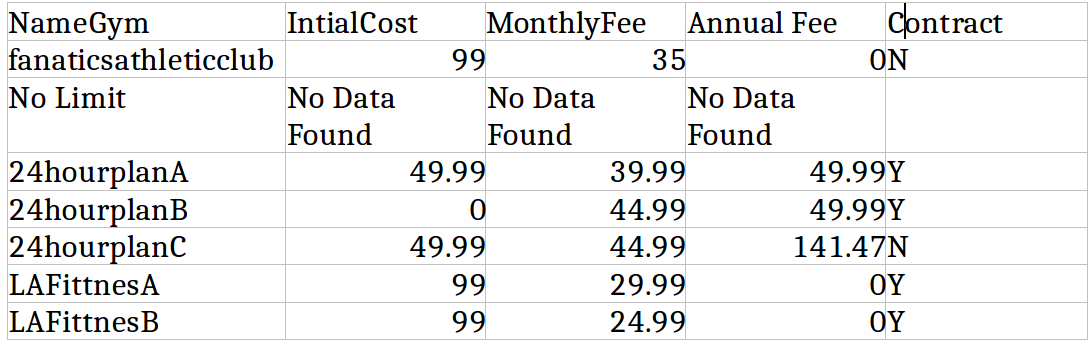 NameGym IntialCost MonthlyFee Annual Fee Contract
fanaticsathleticclub 99 35 0 N
No Limit No Data Found No Data Found No Data Found
24hourplanA 49.99 39.99 49.99 Y
24hourplanB 0 44.99 49.99 Y
24hourplanC 49.99 44.99 141.47 N
LAFittnesA 99 29.99 0 Y
LAFittnesB 99 24.99 0 Y